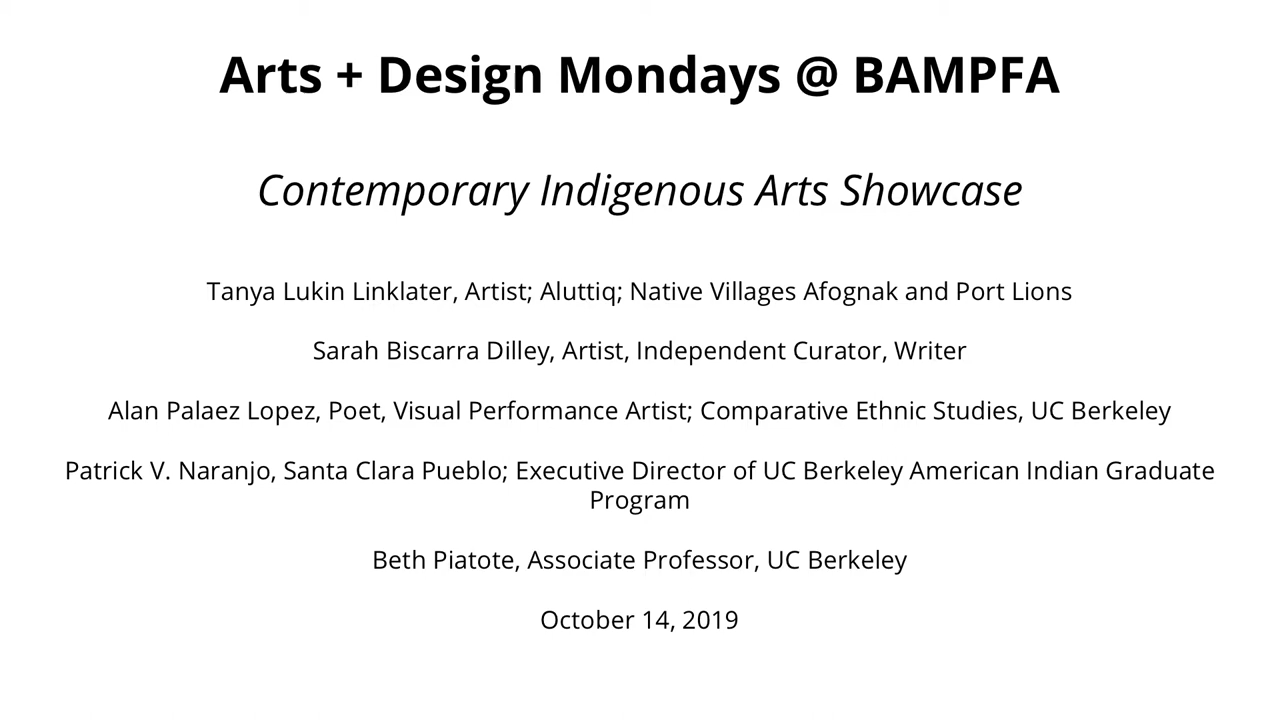 Arts + Design Mondays @ BAMPFA
Contemporary Indigenous Arts Showcase
Tanya Lukin Linklater, Artist; Aluttiq; Native Villages Afognak and Port Lions
Sarah Biscarra Dilley, Artist, Independent Curator, Writer
Alan Palaez Lopez, Poet, Visual Performance Artist; Comparative Ethnic Studies, UC Berkeley
Patrick V. Naranjo, Santa Clara Pueblo; Executive Director of UC Berkeley American Indian Graduate
Program
Beth Piatote, Associate Professor, UC Berkeley
October 14, 2019